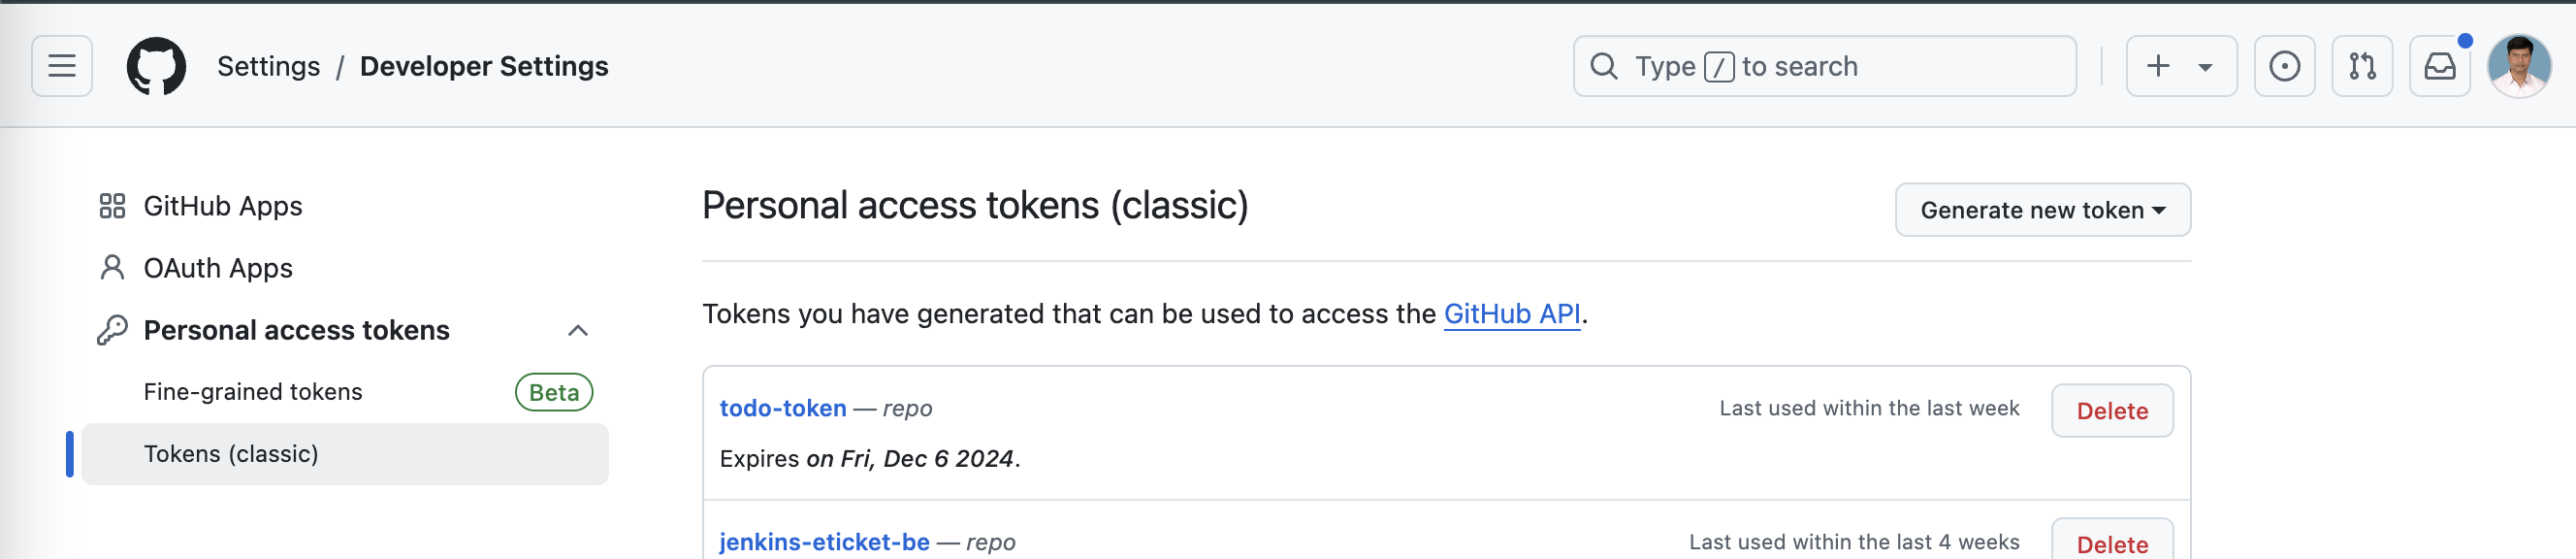 Settings / Developer Settings
Type / to search
GitHub Apps
OAuth Apps
Personal access tokens
Fine-grained tokens Beta
Tokens (classic)
Personal access tokens (classic)
Generate new token
Tokens you have generated that can be used to access the GitHub API.
todo-token — repo
Last used within the last week
Delete
Expires on Fri, Dec 6 2024.
jenkins-eticket-be — repo
Last used within the last 4 weeks
Delete